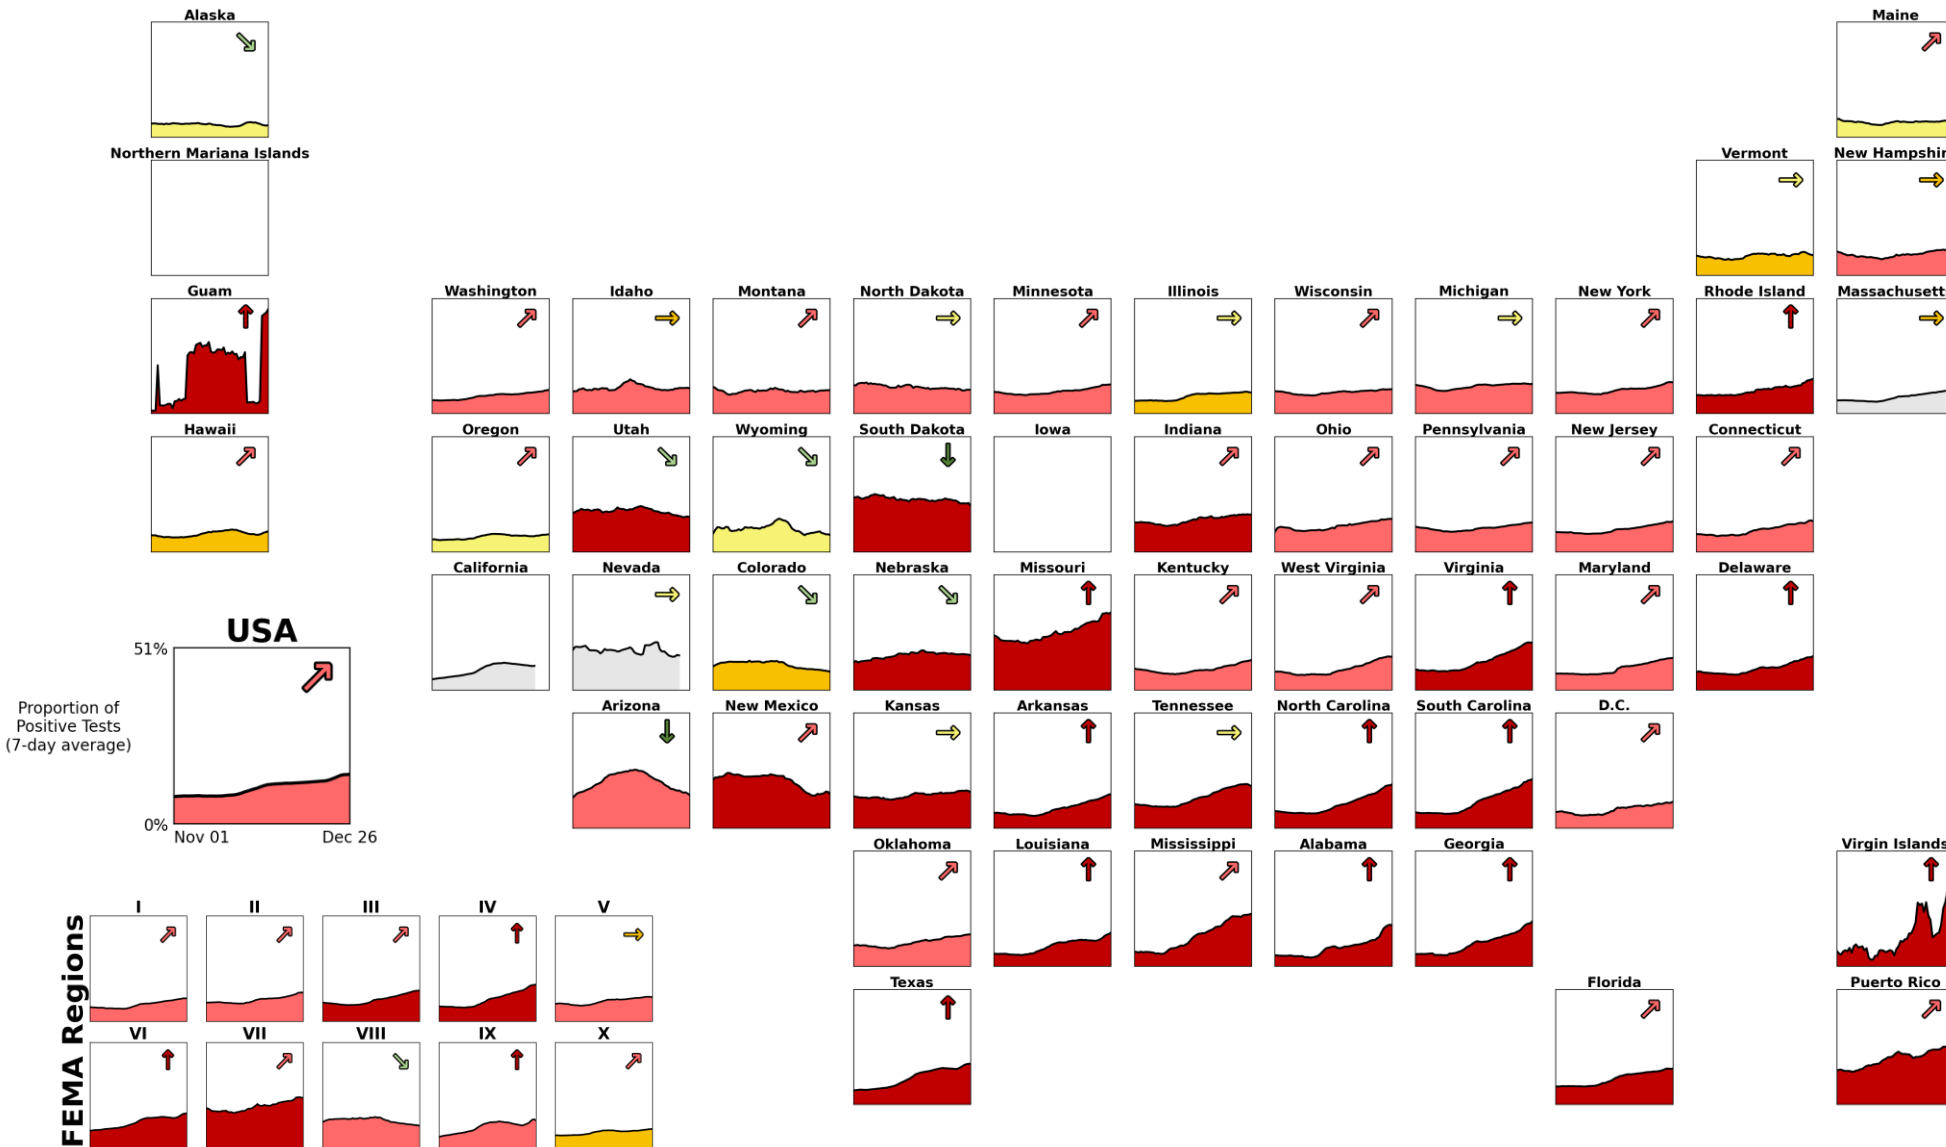 Alaska
Maine
Northern Mariana Islands
Vermont
New Hampshir
Guam
Washington
Idaho
Montana
North Dakota
Minnesota
Illinois
Wisconsin
Michigan
New York
Rhode Island
Massachusett
Hawaii
Oregon
Utah
Wyoming
South Dakota
Iowa
Indiana
Ohio
Pennsylvania
New Jersey
Connecticut
California
Nevada
Colorado
Nebraska
Missouri
Kentucky
West Virginia
Virginia
Maryland
Delaware
USA
51%
Proportion of
Positive Tests
(7-day average)
0%
Nov 01
Dec 26
Arizona
New Mexico
Kansas
Arkansas
Tennessee
North Carolina
South Carolina
D.C.
Oklahoma
Louisiana
Mississippi
Alabama
Georgia
Virgin Islands
Texas
Florida
Puerto Rico
FEMA Regions
I
II
III
IV
V
VI
VII
VIII
IX
X